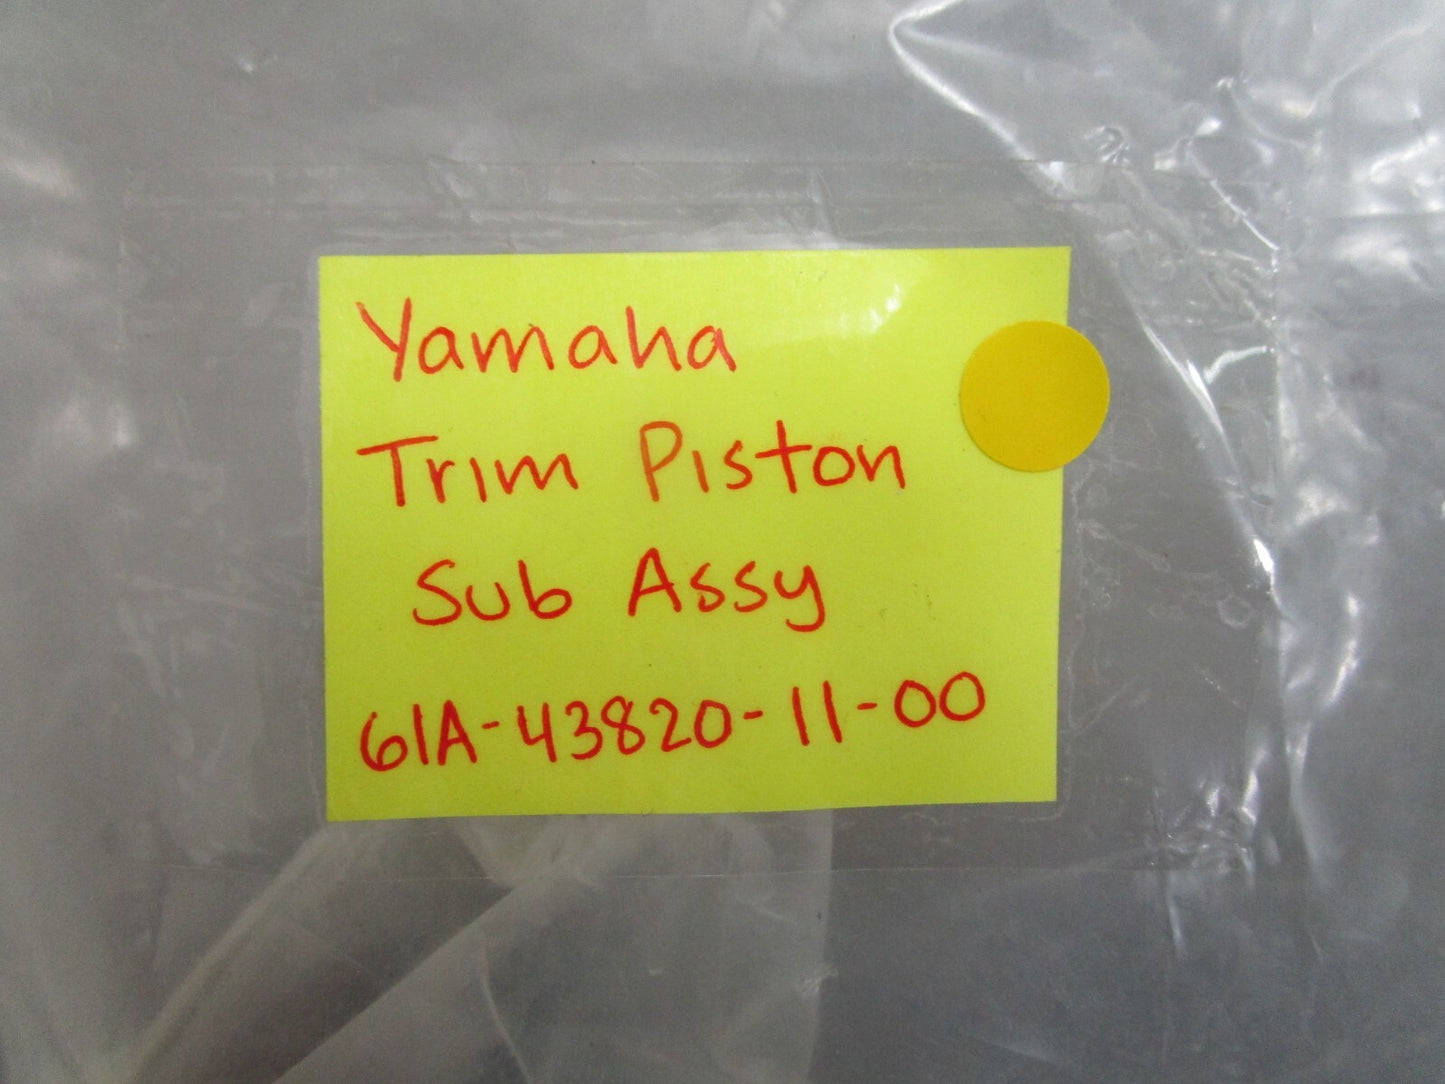 Yamaha
Trim Piston
Sub Assy
61A-43820-11-00